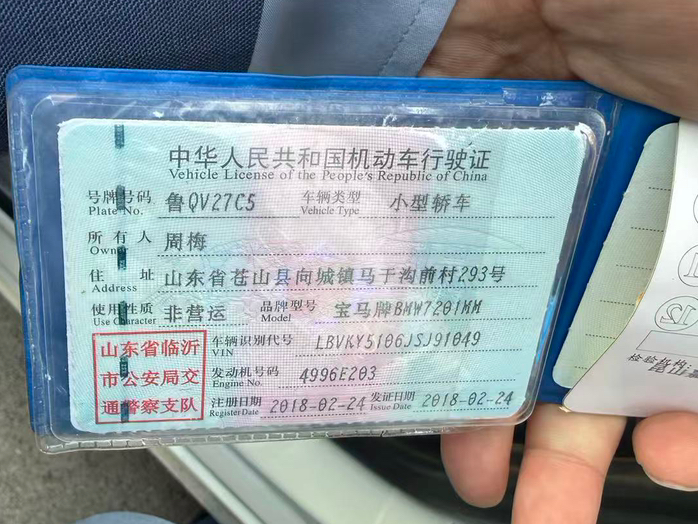 中华人民共和国机动车行驶证
Vehicle License of the People's Republic of China
号牌号码 鲁QV27C5 车辆类型 小型轿车
Plate No. Vehicle Type
所有人 周梅
Owner
住址 山东省苍山县向城镇马于沟前村293号
Address
使用性质 非营运 品牌型号 宝马牌BMW7201MM
Use Character Model
山东省临沂
市公安局交
通警察支队
车辆识别代号 LBVKY5106JSJ91049
VIN
发动机号码 4996E203
Engine No.
注册日期 2018-02-24 发证日期 2018-02-24
Register Date Issue Date
检验